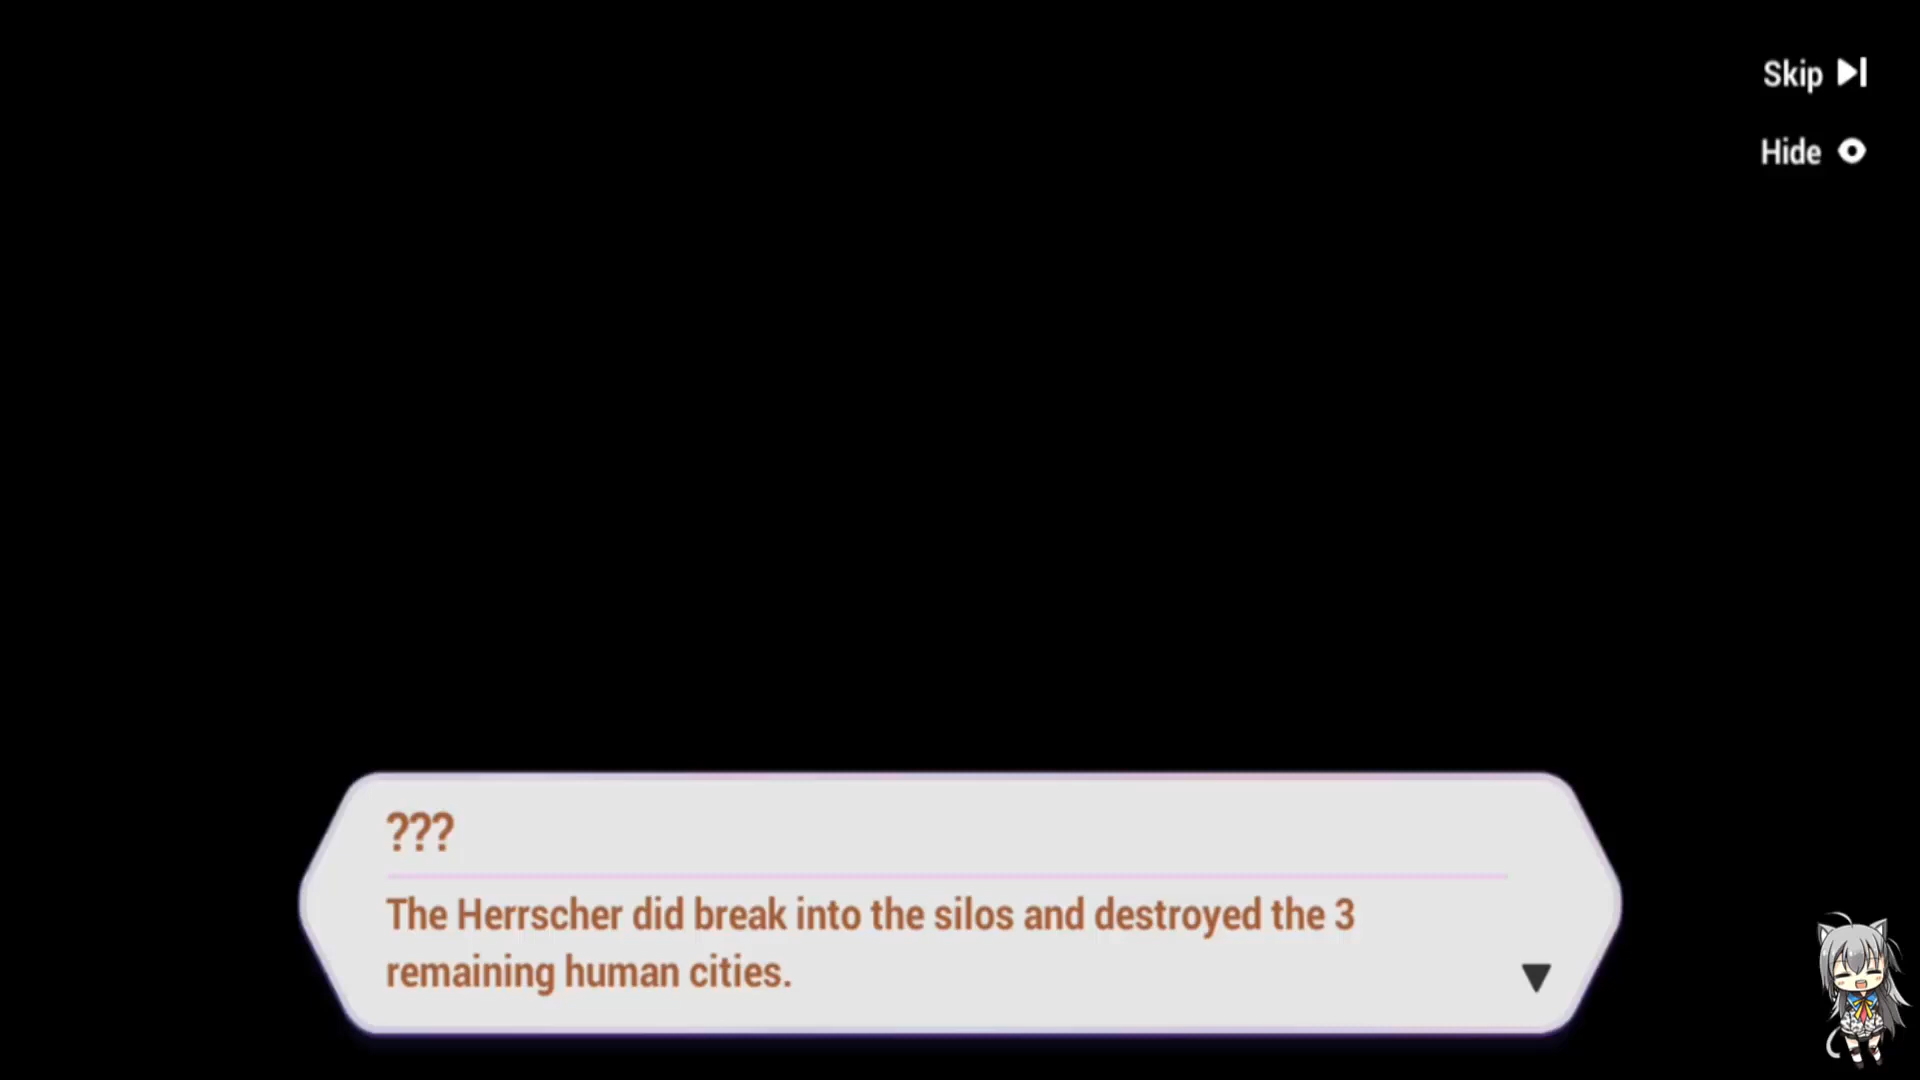 Skip
Hide
???
The Herrscher did break into the silos and destroyed the 3
remaining human cities.